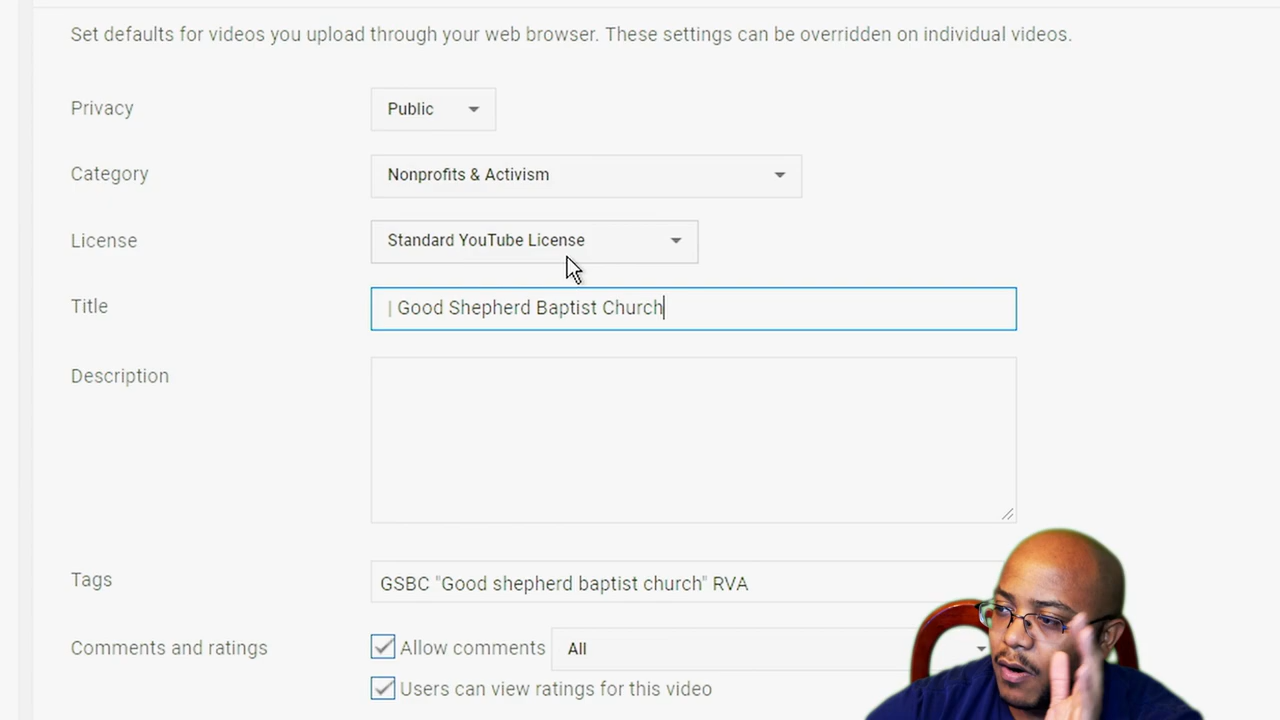 Set defaults for videos you upload through your web browser. These settings can be overridden on individual videos.
Privacy
Public
Category
Nonprofits & Activism
License
Standard YouTube License
Title
| Good Shepherd Baptist Church
Description
Tags
GSBC "Good shepherd baptist church" RVA
Comments and ratings
Allow comments
All
Users can view ratings for this video